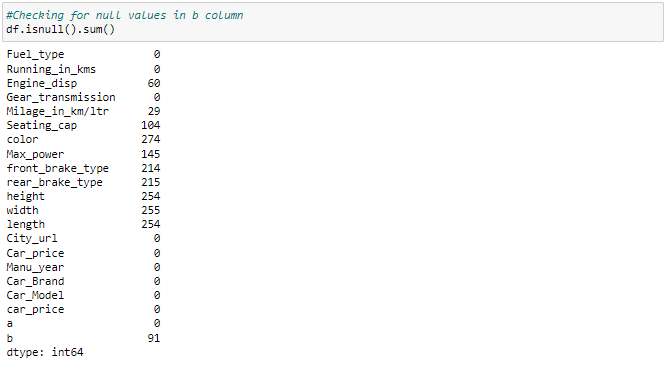 #Checking for null values in b column
df.isnull().sum()
Fuel_type 0
Running_in_kms 0
Engine_disp 60
Gear_transmission 0
Milage_in_km/ltr 29
Seating_cap 104
color 274
Max_power 145
front_brake_type 214
rear_brake_type 215
height 254
width 255
length 254
City_url 0
Car_price 0
Manu_year 0
Car_Brand 0
Car_Model 0
car_price 0
a 0
b 91
dtype: int64